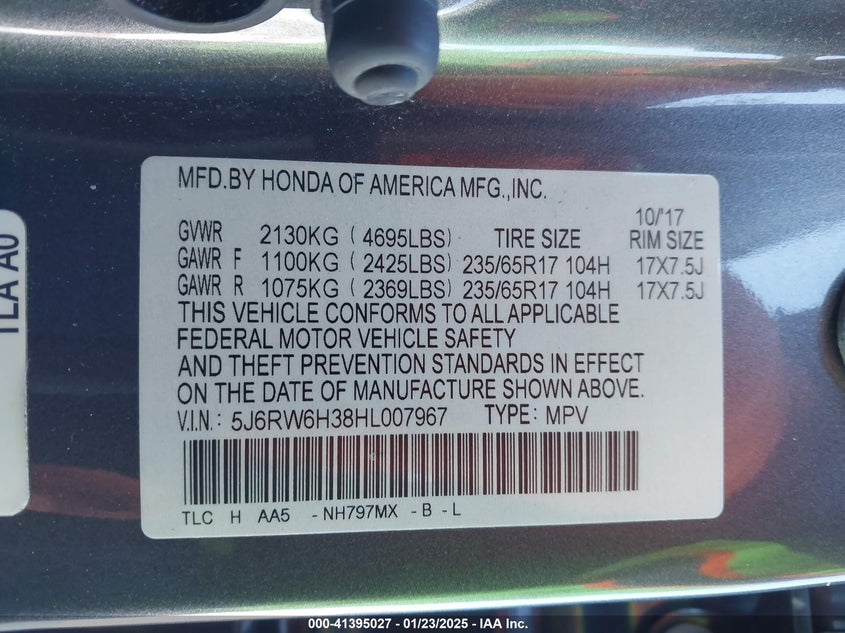 MFD.BY HONDA OF AMERICA MFG.,INC.
10/'17
GVWR 2130KG ( 4695LBS) TIRE SIZE RIM SIZE
GAWR F 1100KG ( 2425LBS) 235/65R17 104H 17X7.5J
GAWR R 1075KG ( 2369LBS) 235/65R17 104H 17X7.5J
THIS VEHICLE CONFORMS TO ALL APPLICABLE
FEDERAL MOTOR VEHICLE SAFETY
AND THEFT PREVENTION STANDARDS IN EFFECT
ON THE DATE OF MANUFACTURE SHOWN ABOVE.
V.I.N.: 5J6RW6H38HL007967 TYPE: MPV
TLC H AA5 - NH797MX - B - L
TLA A0
000-41395027 - 01/23/2025 - IAA Inc.